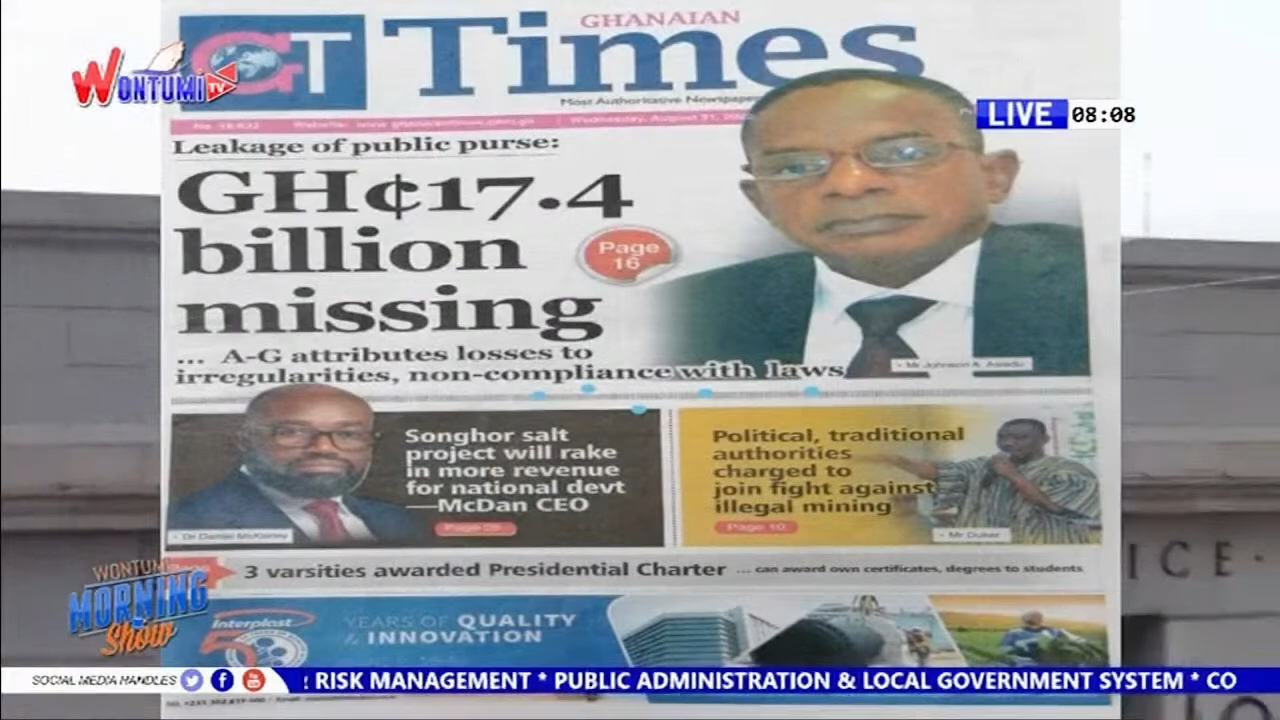 GHANAIAN
GT Times
WONTUMI TV
Most Authoritative Newspaper
LIVE 08:08
Wednesday, August 31,
Leakage of public purse:
GH¢17.4
billion
missing
Page
16
... A-G attributes losses to
irregularities, non-compliance with laws
Mr Johnson A. Asiedu
Songhor salt
project will rake
in more revenue
for national devt
—McDan CEO
Political, traditional
authorities
charged to
join fight against
illegal mining
Page 10
Mr Duker
ICE.
3 varsities awarded Presidential Charter ... can award own certificates, degrees to students
WONTUMI
MORNING
Show
Interplast
5
YEARS OF QUALITY
& INNOVATION
SOCIAL MEDIA HANDLES
RISK MANAGEMENT * PUBLIC ADMINISTRATION & LOCAL GOVERNMENT SYSTEM * CO